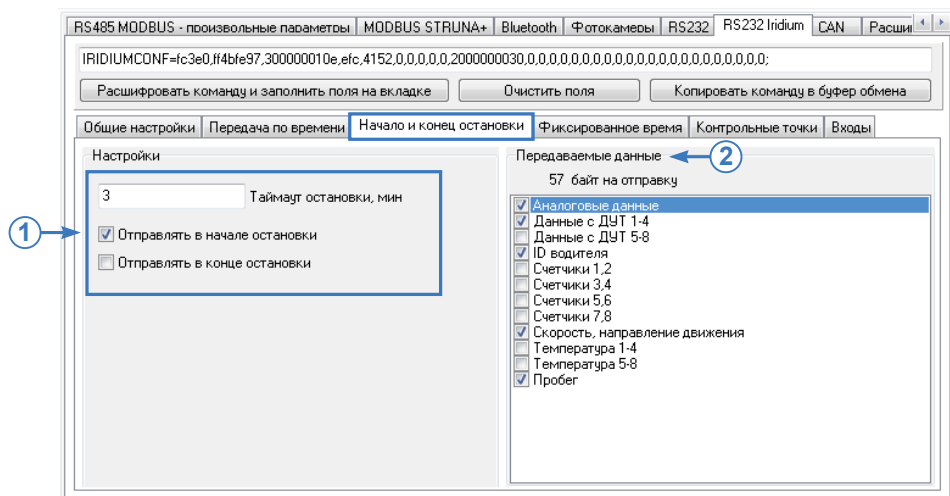 RS485 MODBUS - произвольные параметры MODBUS STRUNA+ Bluetooth Фотокамеры RS232 RS232 Iridium CAN Расши
IRIDIUMCONF=fc3e0,ff4bfe97,300000010e,efc,4152,0,0,0,0,0,2000000030,0,0,0,0,0,0,0,0,0,0,0,0,0,0,0,0,0,0,0,0,0;
Расшифровать команду и заполнить поля на вкладке Очистить поля Копировать команду в буфер обмена
Общие настройки Передача по времени Начало и конец остановки Фиксированное время Контрольные точки Входы
Настройки
3 Таймаут остановки, мин
1
Отправлять в начале остановки
Отправлять в конце остановки
Передаваемые данные
2
57 байт на отправку
Аналоговые данные
Данные с ДУТ 1-4
Данные с ДУТ 5-8
ID водителя
Счетчики 1,2
Счетчики 3,4
Счетчики 5,6
Счетчики 7,8
Скорость, направление движения
Температура 1-4
Температура 5-8
Пробег